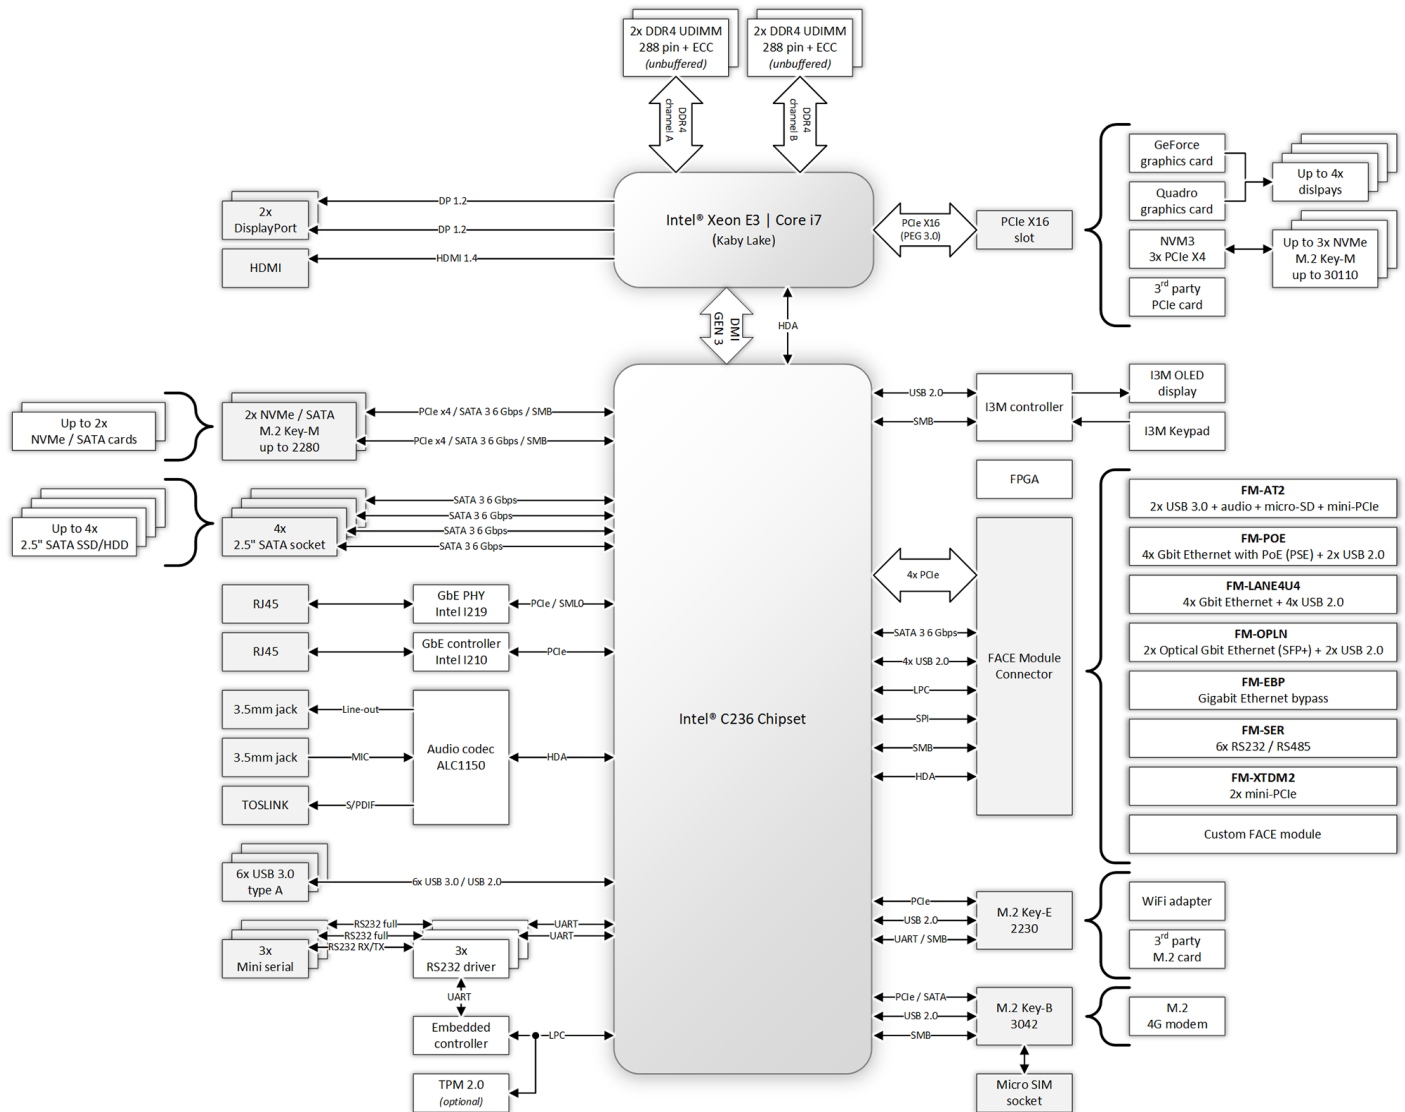 2x DDR4 UDIMM
288 pin + ECC
(unbuffered)
2x DDR4 UDIMM
288 pin + ECC
(unbuffered)
DDR4
channel A
DDR4
channel B
Intel® Xeon E3 | Core i7
(Kaby Lake)
DP 1.2
DP 1.2
HDMI 1.4
2x
DisplayPort
HDMI
PCIe X16
(PEG 3.0)
PCIe X16
slot
GeForce
graphics card
Quadro
graphics card
Up to 4x
dislpays
NVM3
3x PCIe X4
Up to 3x NVMe
M.2 Key-M
up to 30110
3rd party
PCIe card
DMI
GEN 3
HDA
Intel® C236 Chipset
Up to 2x
NVMe / SATA cards
2x NVMe / SATA
M.2 Key-M
up to 2280
PCIe x4 / SATA 3 6 Gbps / SMB
PCIe x4 / SATA 3 6 Gbps / SMB
Up to 4x
2.5" SATA SSD/HDD
4x
2.5" SATA socket
SATA 3 6 Gbps
SATA 3 6 Gbps
SATA 3 6 Gbps
SATA 3 6 Gbps
RJ45
GbE PHY
Intel I219
PCIe / SML0
RJ45
GbE controller
Intel I210
PCIe
3.5mm jack
Line-out
3.5mm jack
MIC
TOSLINK
S/PDIF
Audio codec
ALC1150
HDA
6x USB 3.0
type A
6x USB 3.0 / USB 2.0
3x
Mini serial
RS232 full
RS232 full
RS232 RX/TX
3x
RS232 driver
UART
UART
UART
Embedded
controller
LPC
TPM 2.0
(optional)
USB 2.0
SMB
I3M controller
I3M OLED
display
I3M Keypad
FPGA
4x PCIe
SATA 3 6 Gbps
4x USB 2.0
LPC
SPI
SMB
HDA
FACE Module
Connector
FM-AT2
2x USB 3.0 + audio + micro-SD + mini-PCIe
FM-POE
4x Gbit Ethernet with PoE (PSE) + 2x USB 2.0
FM-LANE4U4
4x Gbit Ethernet + 4x USB 2.0
FM-OPLN
2x Optical Gbit Ethernet (SFP+) + 2x USB 2.0
FM-EBP
Gigabit Ethernet bypass
FM-SER
6x RS232 / RS485
FM-XTDM2
2x mini-PCIe
Custom FACE module
PCIe
USB 2.0
UART / SMB
M.2 Key-E
2230
WiFi adapter
3rd party
M.2 card
PCIe / SATA
USB 2.0
SMB
M.2 Key-B
3042
M.2
4G modem
Micro SIM
socket